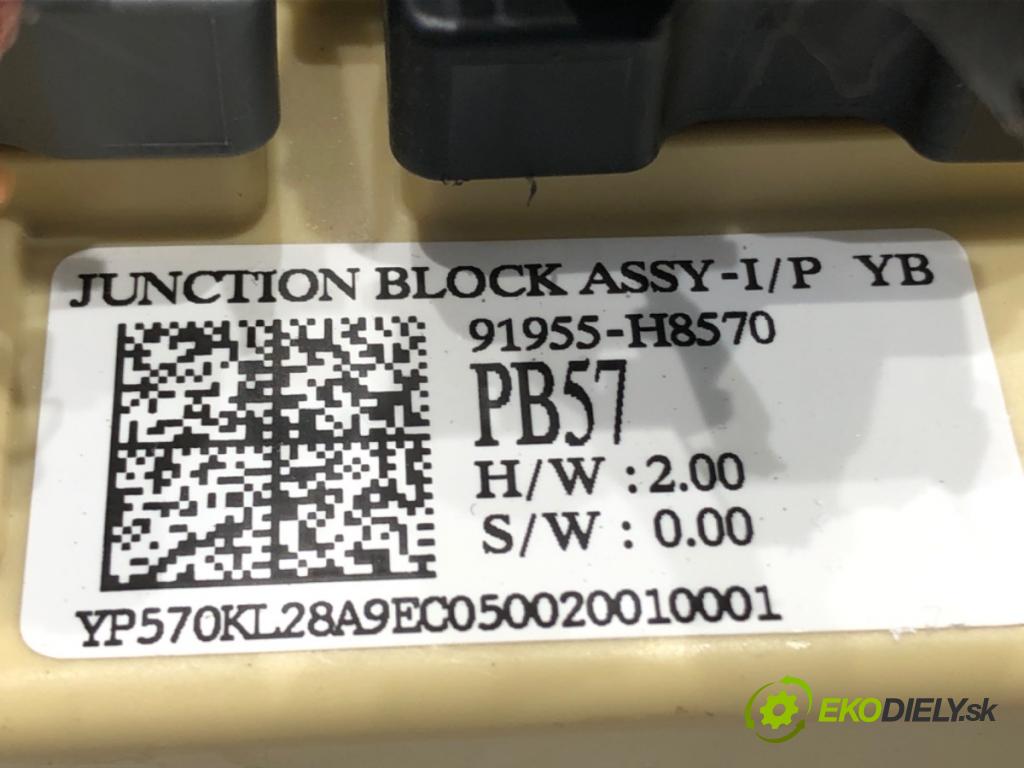 JUNCTION BLOCK ASSY-I/P YB
91955-H8570
PB57
H/W :2.00
S/W : 0.00
YP570KL28A9EC050020010001
EKODIELY.sk